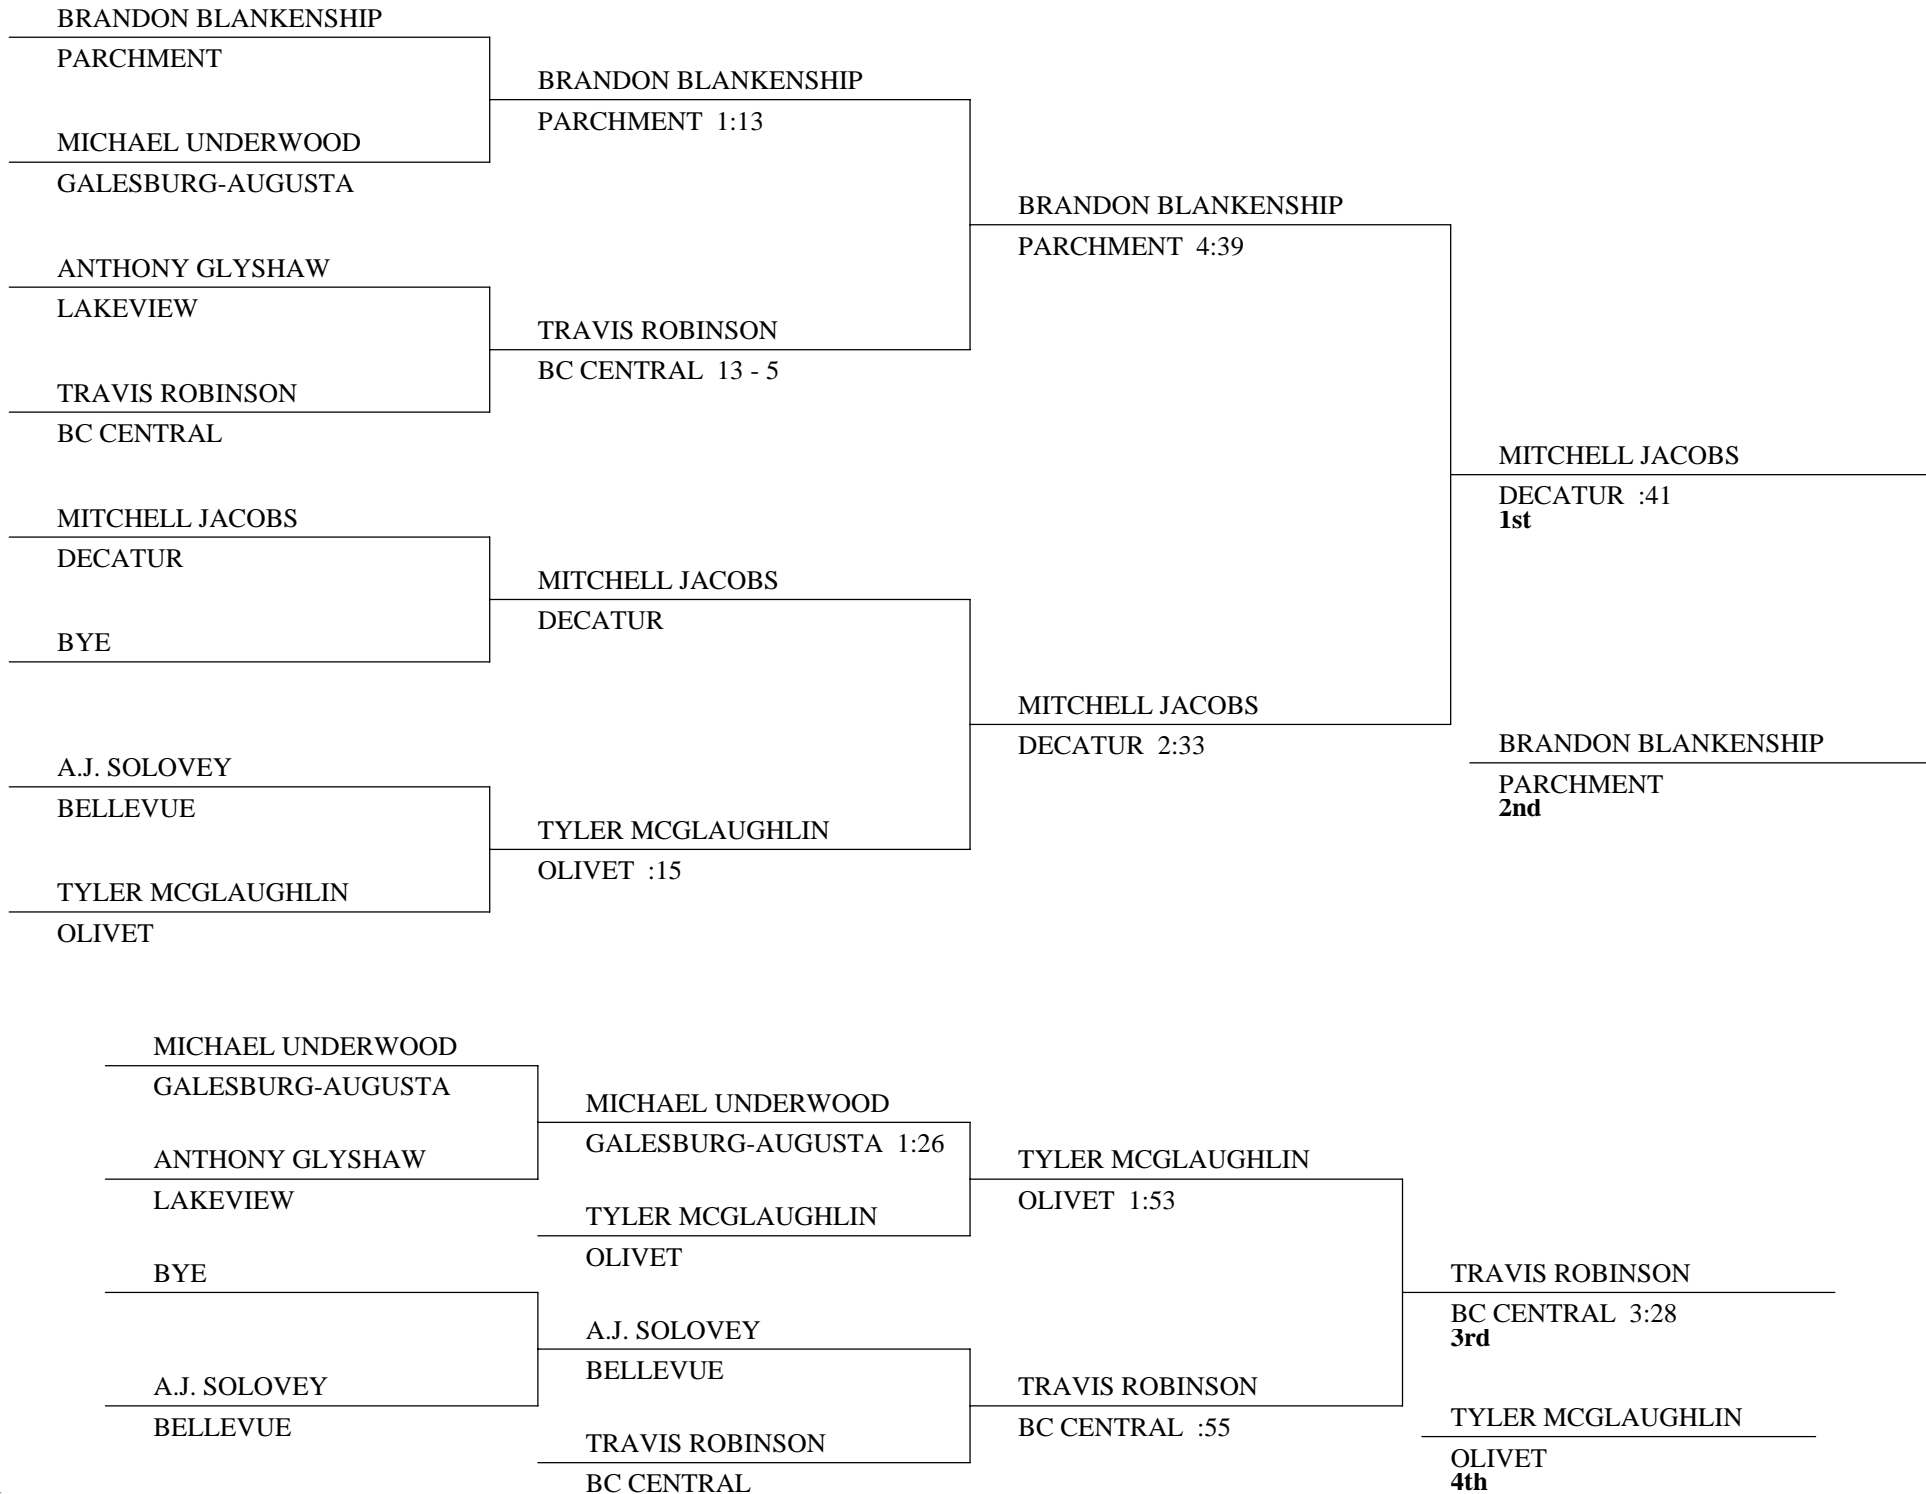 BRANDON BLANKENSHIP
PARCHMENT
MICHAEL UNDERWOOD
GALESBURG-AUGUSTA
ANTHONY GLYSHAW
LAKEVIEW
TRAVIS ROBINSON
BC CENTRAL
MITCHELL JACOBS
DECATUR
BYE
A.J. SOLOVEY
BELLEVUE
TYLER MCGLAUGHLIN
OLIVET
BRANDON BLANKENSHIP
PARCHMENT 1:13
TRAVIS ROBINSON
BC CENTRAL 13 - 5
MITCHELL JACOBS
DECATUR
TYLER MCGLAUGHLIN
OLIVET :15
BRANDON BLANKENSHIP
PARCHMENT 4:39
MITCHELL JACOBS
DECATUR 2:33
MITCHELL JACOBS
DECATUR :41
1st
BRANDON BLANKENSHIP
PARCHMENT
2nd
MICHAEL UNDERWOOD
GALESBURG-AUGUSTA
ANTHONY GLYSHAW
LAKEVIEW
BYE
A.J. SOLOVEY
BELLEVUE
MICHAEL UNDERWOOD
GALESBURG-AUGUSTA 1:26
TYLER MCGLAUGHLIN
OLIVET
A.J. SOLOVEY
BELLEVUE
TRAVIS ROBINSON
BC CENTRAL
TYLER MCGLAUGHLIN
OLIVET 1:53
TRAVIS ROBINSON
BC CENTRAL :55
TRAVIS ROBINSON
BC CENTRAL 3:28
3rd
TYLER MCGLAUGHLIN
OLIVET
4th